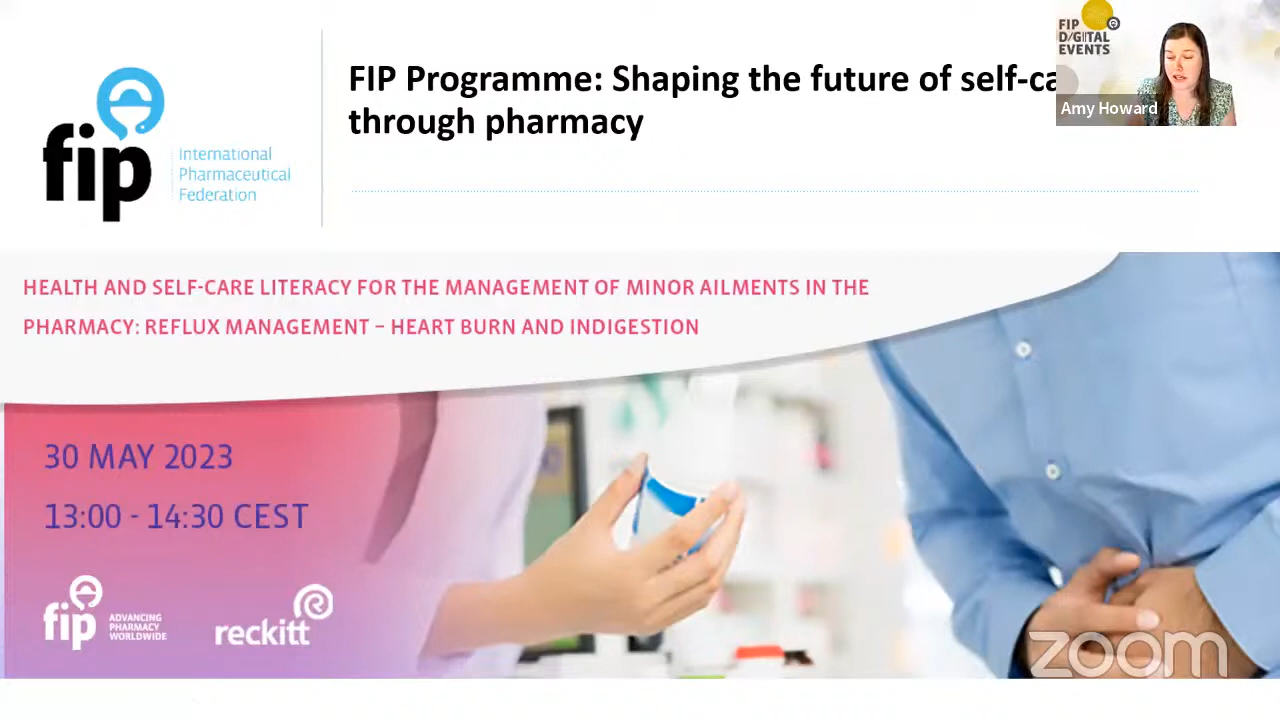 FIP Programme: Shaping the future of self-ca
through pharmacy
FIP
DIGITAL
EVENTS
Amy Howard
fip
International
Pharmaceutical
Federation
HEALTH AND SELF-CARE LITERACY FOR THE MANAGEMENT OF MINOR AILMENTS IN THE
PHARMACY: REFLUX MANAGEMENT – HEART BURN AND INDIGESTION
30 MAY 2023
13:00 - 14:30 CEST
fip
ADVANCING
PHARMACY
WORLDWIDE
reckitt
zoom